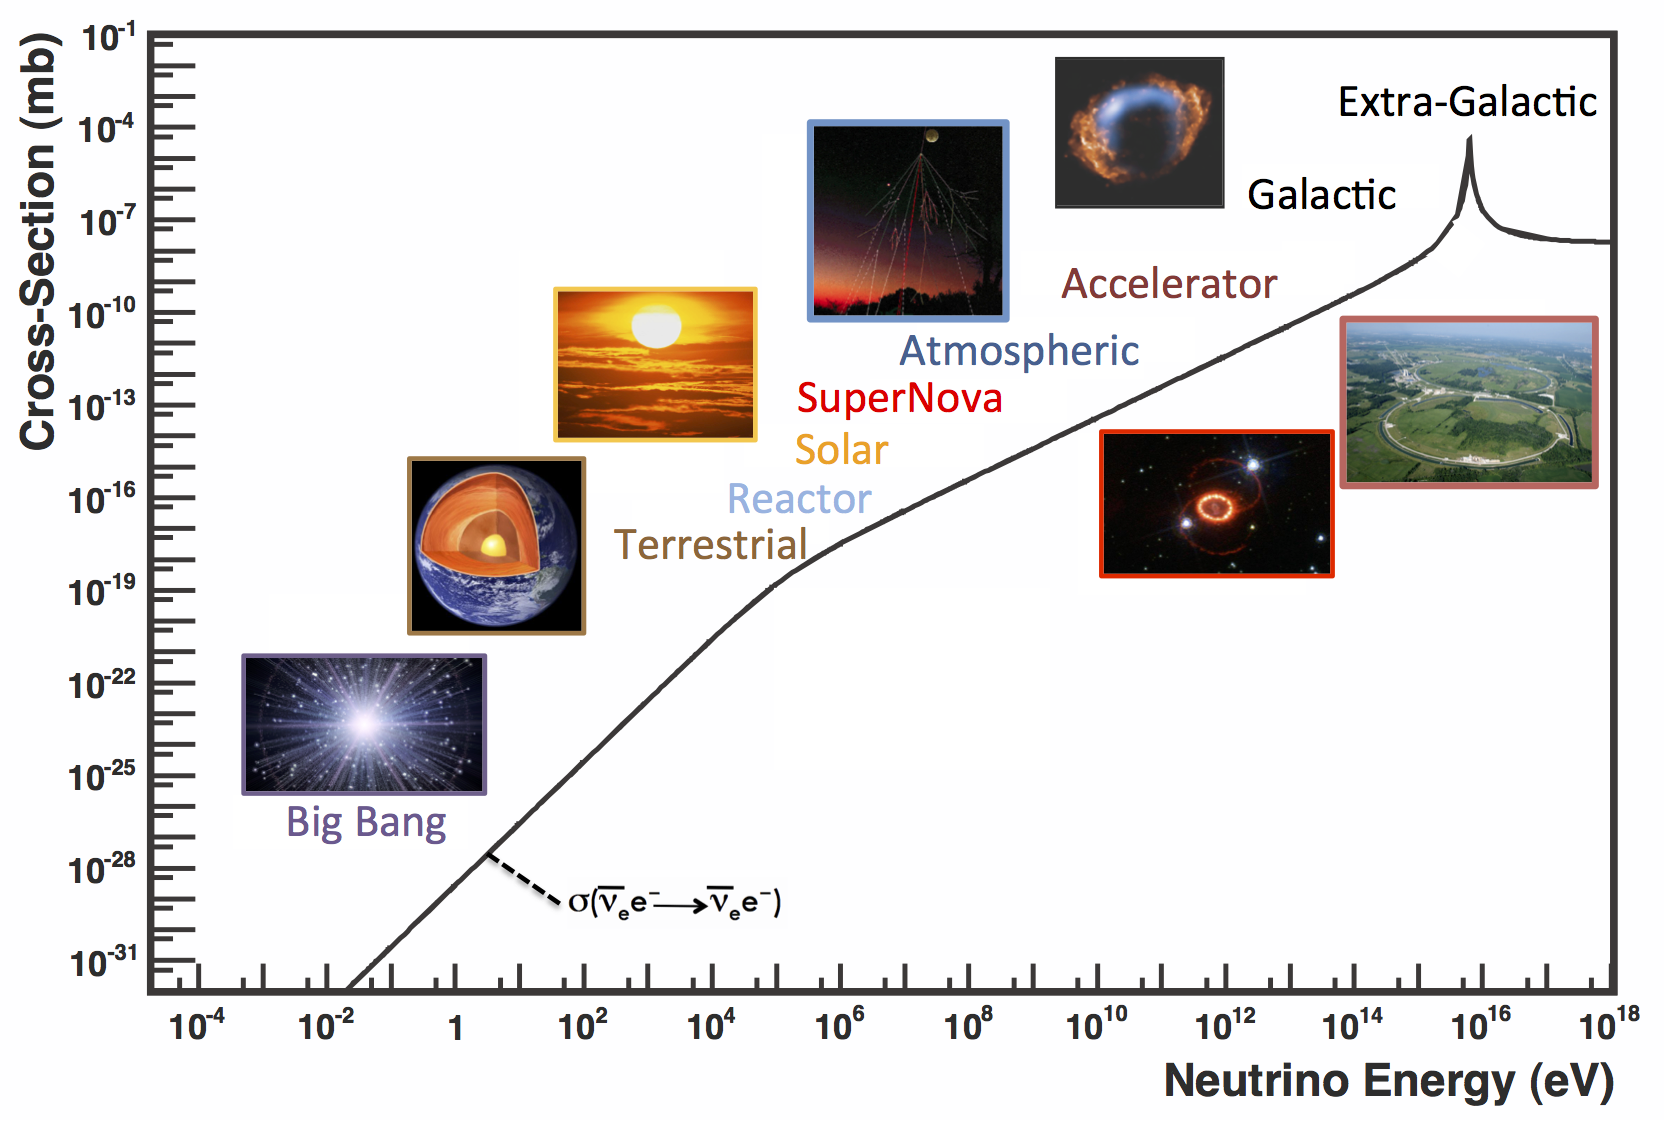 Cross-Section (mb)
10⁻¹
10⁻⁴
10⁻⁷
10⁻¹⁰
10⁻¹³
10⁻¹⁶
10⁻¹⁹
10⁻²²
10⁻²⁵
10⁻²⁸
10⁻³¹
Extra-Galactic
Galactic
Accelerator
Atmospheric
SuperNova
Solar
Reactor
Terrestrial
Big Bang
σ(ν̅ₑe⁻→ν̅ₑe⁻)
10⁻⁴ 10⁻² 1 10² 10⁴ 10⁶ 10⁸ 10¹⁰ 10¹² 10¹⁴ 10¹⁶ 10¹⁸
Neutrino Energy (eV)